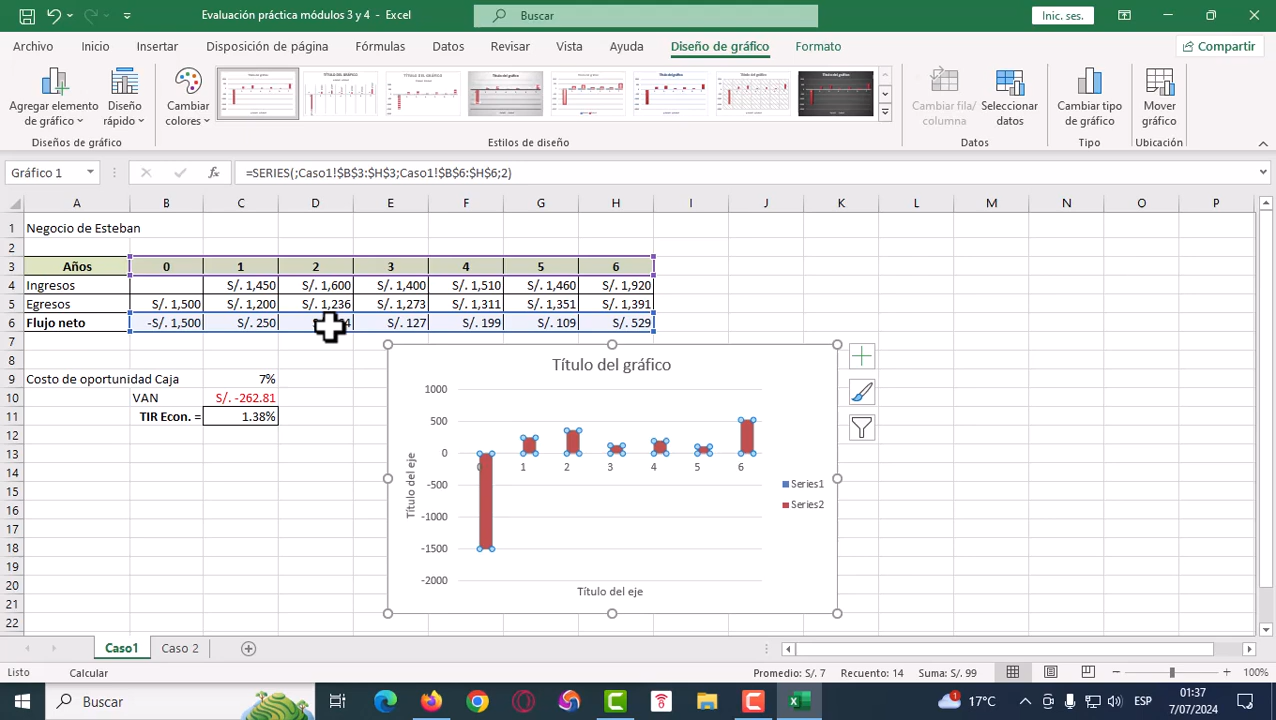 Evaluación práctica módulos 3 y 4 - Excel
Buscar
Inic. ses.
Archivo Inicio Insertar Disposición de página Fórmulas Datos Revisar Vista Ayuda Diseño de gráfico Formato Compartir
Agregar elemento de gráfico
Diseño
Cambiar colores
Cambiar fila/columna
Seleccionar datos
Cambiar tipo de gráfico
Mover gráfico
Diseños de gráfico Estilos de diseño Datos Tipo Ubicación
Gráfico 1 fx =SERIES(;Caso1!$B$3:$H$3;Caso1!$B$6:$H$6;2)
A B C D E F G H I J K L M N O P
1 Negocio de Esteban
2
3 Años 0 1 2 3 4 5 6
4 Ingresos S/. 1,450 S/. 1,600 S/. 1,400 S/. 1,510 S/. 1,460 S/. 1,920
5 Egresos S/. 1,500 S/. 1,200 S/. 1,236 S/. 1,273 S/. 1,311 S/. 1,351 S/. 1,391
6 Flujo neto -S/. 1,500 S/. 250 S/. 127 S/. 199 S/. 109 S/. 529
7
8
9 Costo de oportunidad Caja 7%
10 VAN S/. -262.81
11 TIR Econ. = 1.38%
12
13
14
15
16
17
18
19
20
21
22
Título del gráfico
1000
500
0
-500
-1000
-1500
-2000
0 1 2 3 4 5 6
Título del eje
Título del eje
Series1
Series2
Caso1 Caso 2
Listo Calcular Promedio: S/. 7 Recuento: 14 Suma: S/. 99 100%
Buscar
1
17°C
ESP
01:37
7/07/2024